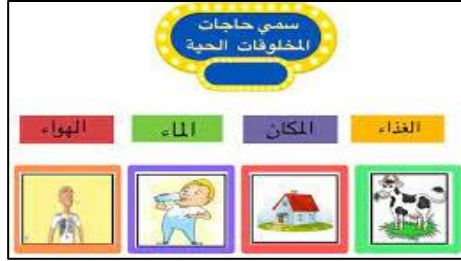 سمي حاجات
المخلوقات الحية
الغذاء
المكان
الماء
الهواء